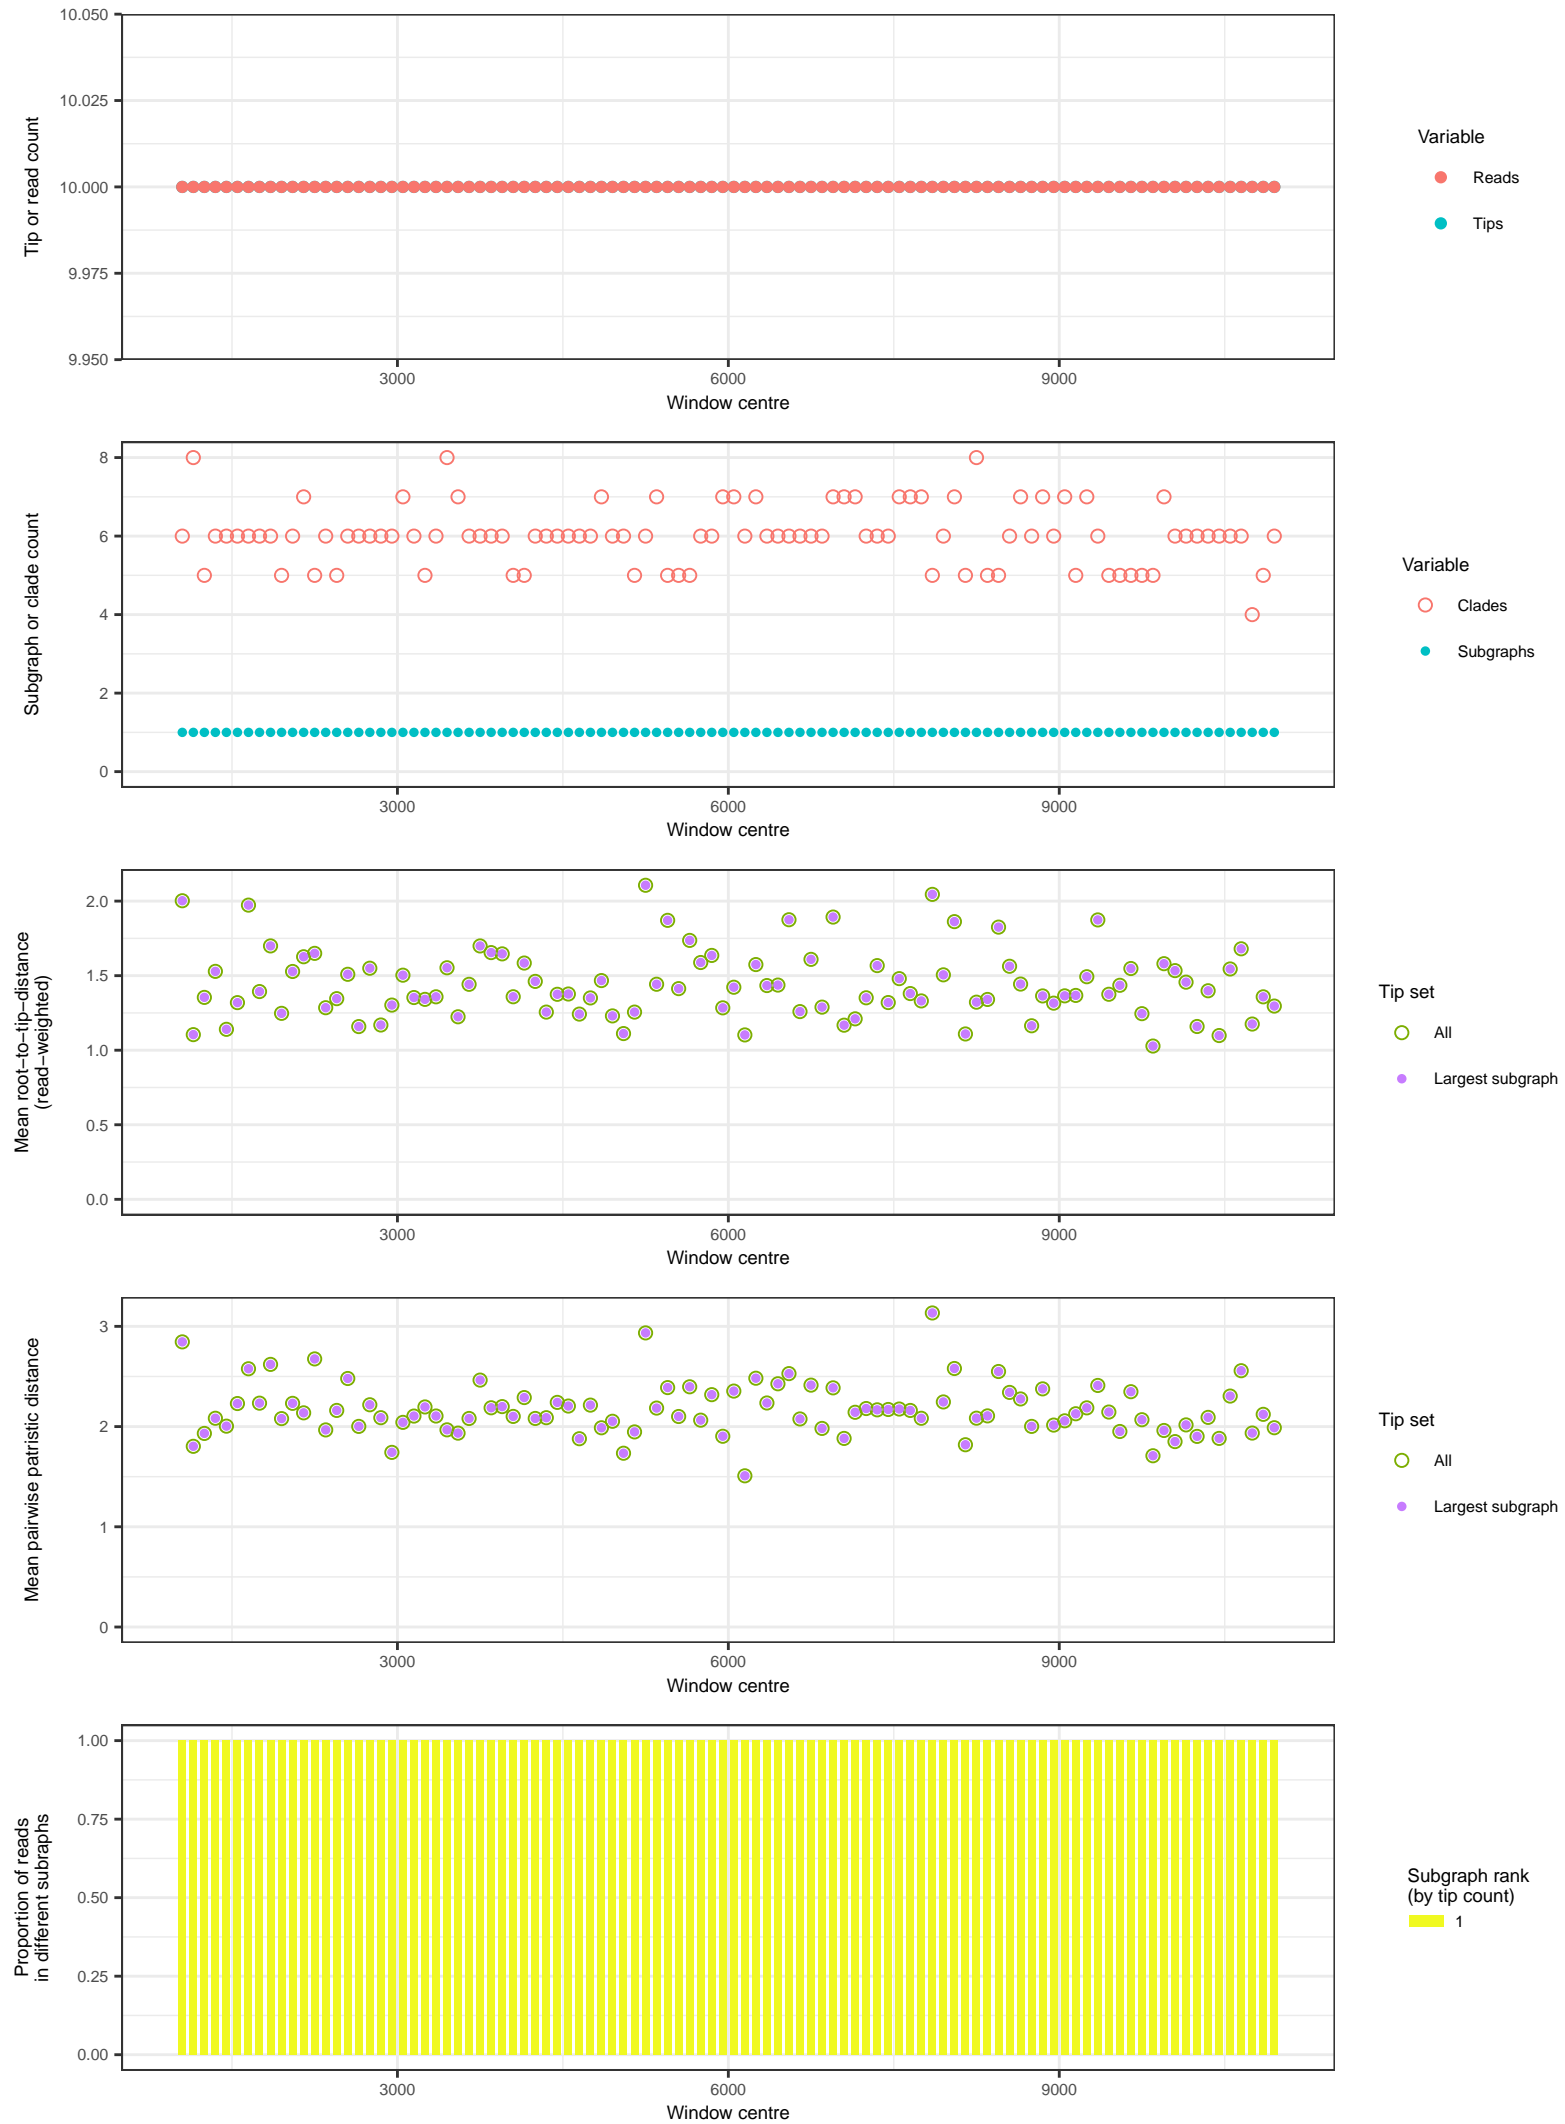 10.050
10.025
10.000
9.975
9.950
Tip or read count
3000 6000 9000
Window centre
Variable
Reads
Tips
8
6
4
2
0
Subgraph or clade count
3000 6000 9000
Window centre
Variable
Clades
Subgraphs
2.0
1.5
1.0
0.5
0.0
Mean root−to−tip−distance
(read−weighted)
3000 6000 9000
Window centre
Tip set
All
Largest subgraph
3
2
1
0
Mean pairwise patristic distance
3000 6000 9000
Window centre
Tip set
All
Largest subgraph
1.00
0.75
0.50
0.25
0.00
Proportion of reads
in different subraphs
3000 6000 9000
Window centre
Subgraph rank
(by tip count)
1